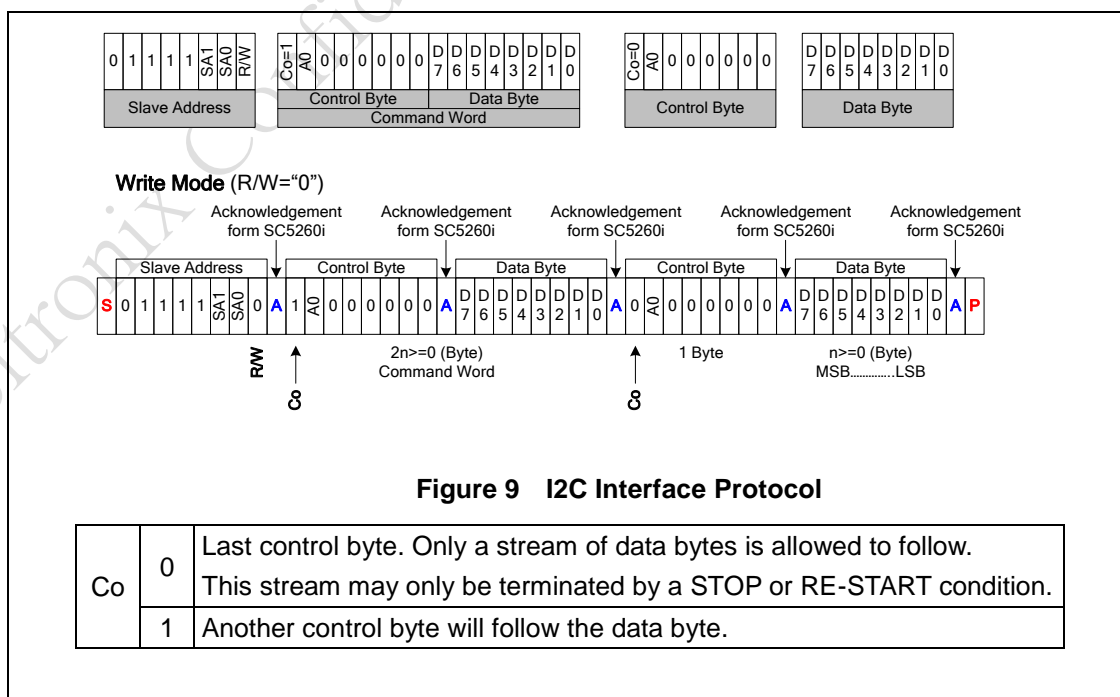 0 1 1 1 1 SA1 SA0 R/W Co=1 A0 0 0 0 0 0 0 D7 D6 D5 D4 D3 D2 D1 D0 Co=0 A0 0 0 0 0 0 0 D7 D6 D5 D4 D3 D2 D1 D0
Slave Address Control Byte Data Byte Control Byte Data Byte
Command Word
Write Mode (R/W=“0”)
Acknowledgement Acknowledgement Acknowledgement Acknowledgement Acknowledgement
form SC5260i form SC5260i form SC5260i form SC5260i form SC5260i
Slave Address Control Byte Data Byte Control Byte Data Byte
S 0 1 1 1 1 SA1 SA0 0 A 1 A0 0 0 0 0 0 0 A D7 D6 D5 D4 D3 D2 D1 D0 A 0 A0 0 0 0 0 0 0 A D7 D6 D5 D4 D3 D2 D1 D0 A P
R/W 2n>=0 (Byte) 1 Byte n>=0 (Byte)
Command Word MSB..............LSB
Co Co
Figure 9 I2C Interface Protocol
Co 0 Last control byte. Only a stream of data bytes is allowed to follow.
This stream may only be terminated by a STOP or RE-START condition.
1 Another control byte will follow the data byte.